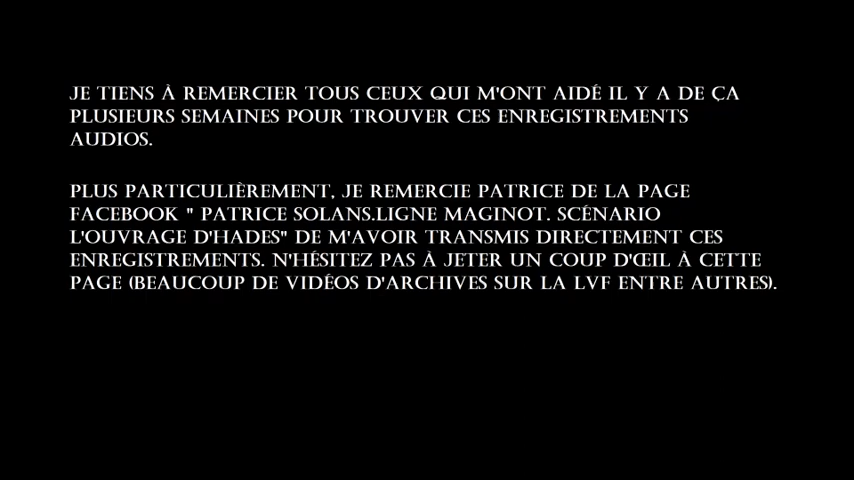 JE TIENS À REMERCIER TOUS CEUX QUI M'ONT AIDÉ IL Y A DE ÇA
PLUSIEURS SEMAINES POUR TROUVER CES ENREGISTREMENTS
AUDIOS.
PLUS PARTICULIÈREMENT, JE REMERCIE PATRICE DE LA PAGE
FACEBOOK " PATRICE SOLANS.LIGNE MAGINOT. SCÉNARIO
L'OUVRAGE D'HADES" DE M'AVOIR TRANSMIS DIRECTEMENT CES
ENREGISTREMENTS. N'HÉSITEZ PAS À JETER UN COUP D'ŒIL À CETTE
PAGE (BEAUCOUP DE VIDÉOS D'ARCHIVES SUR LA LVF ENTRE AUTRES).